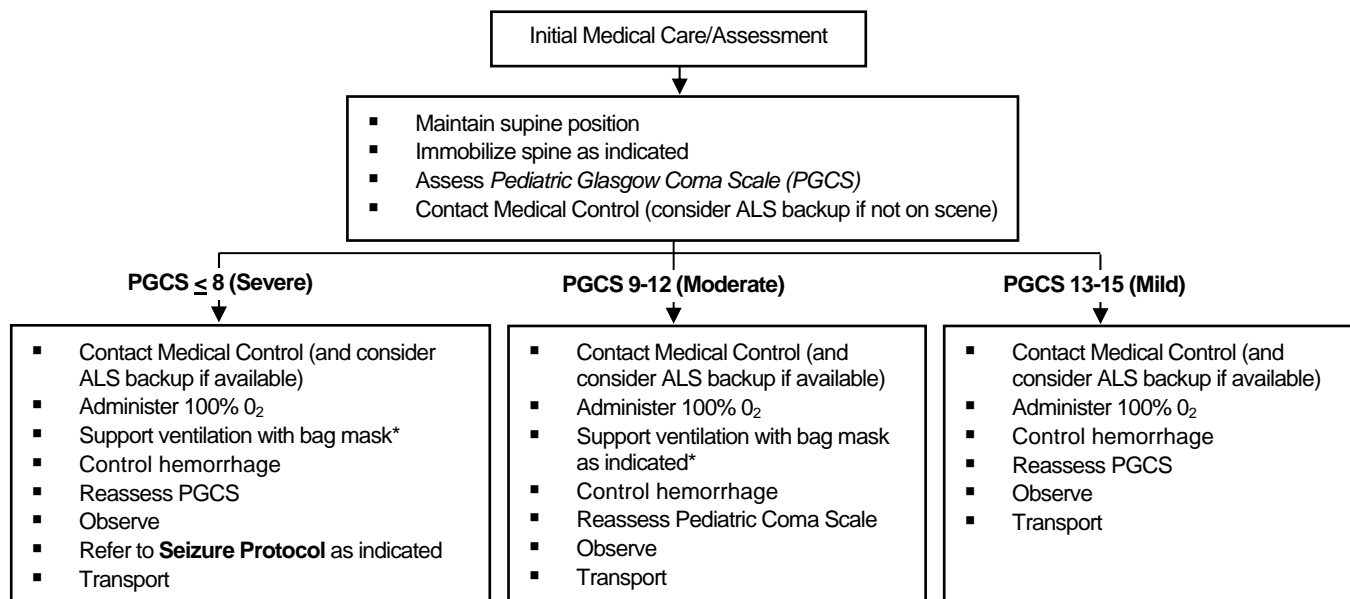 Initial Medical Care/Assessment
▪ Maintain supine position
▪ Immobilize spine as indicated
▪ Assess Pediatric Glasgow Coma Scale (PGCS)
▪ Contact Medical Control (consider ALS backup if not on scene)
PGCS ≤ 8 (Severe)
▪ Contact Medical Control (and consider
ALS backup if available)
▪ Administer 100% 0₂
▪ Support ventilation with bag mask*
▪ Control hemorrhage
▪ Reassess PGCS
▪ Observe
▪ Refer to Seizure Protocol as indicated
▪ Transport
PGCS 9-12 (Moderate)
▪ Contact Medical Control (and
consider ALS backup if available)
▪ Administer 100% 0₂
▪ Support ventilation with bag mask
as indicated*
▪ Control hemorrhage
▪ Reassess Pediatric Coma Scale
▪ Observe
▪ Transport
PGCS 13-15 (Mild)
▪ Contact Medical Control (and
consider ALS backup if available)
▪ Administer 100% 0₂
▪ Control hemorrhage
▪ Reassess PGCS
▪ Observe
▪ Transport